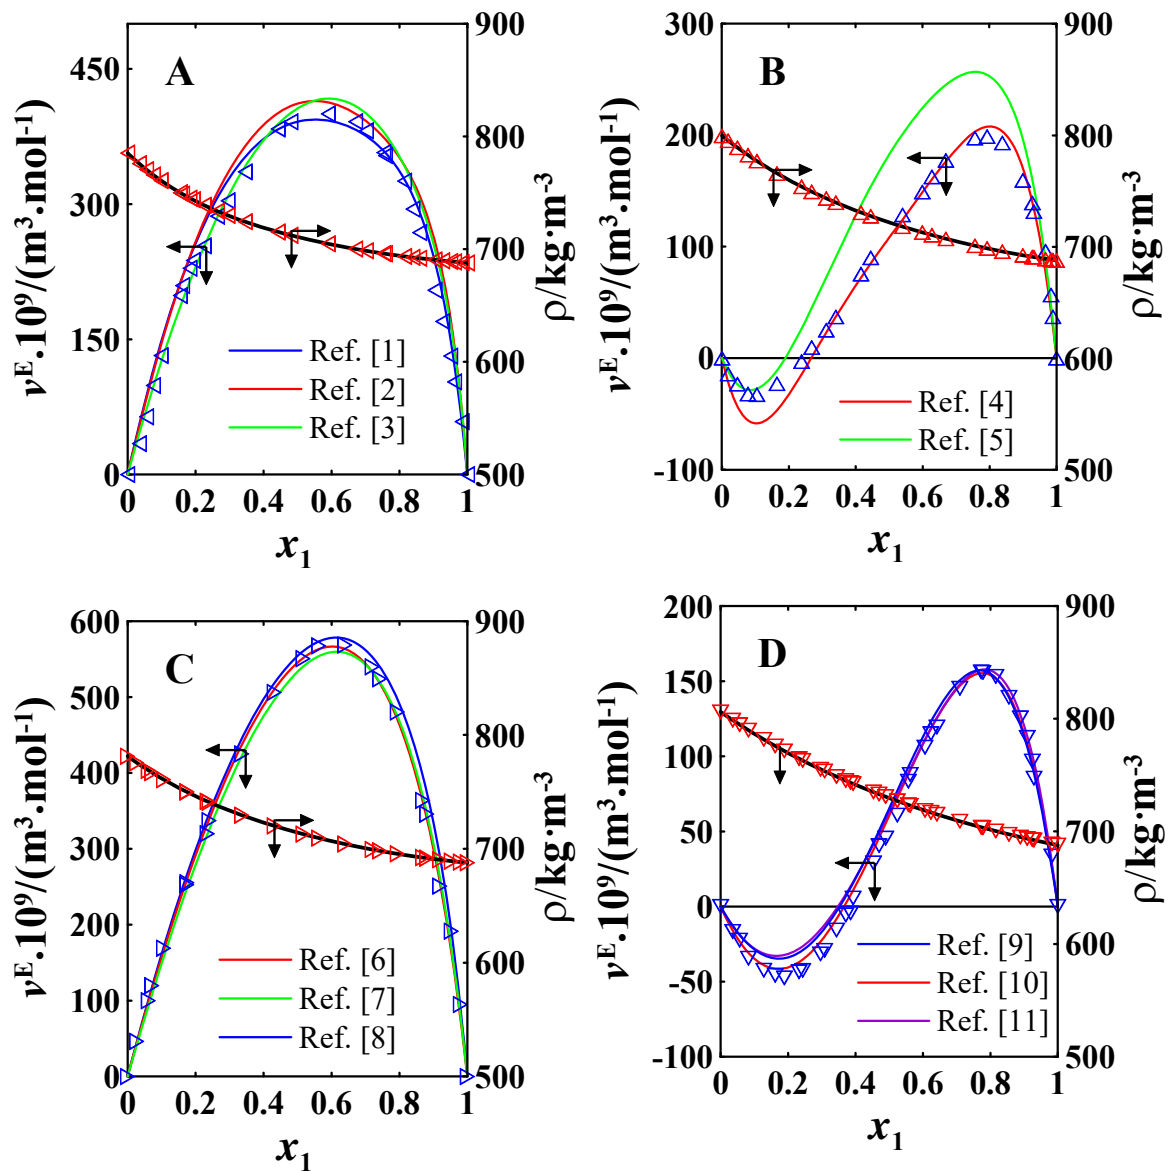 A
v^E.10^9/(m^3.mol^-1)
450
300
150
0
900
800
700
600
500
ρ/kg·m^-3
Ref. [1]
Ref. [2]
Ref. [3]
0 0.2 0.4 0.6 0.8 1
x_1
B
v^E.10^9/(m^3.mol^-1)
300
200
100
0
-100
900
800
700
600
500
ρ/kg·m^-3
Ref. [4]
Ref. [5]
0 0.2 0.4 0.6 0.8 1
x_1
C
v^E.10^9/(m^3.mol^-1)
600
500
400
300
200
100
0
900
800
700
600
500
ρ/kg·m^-3
Ref. [6]
Ref. [7]
Ref. [8]
0 0.2 0.4 0.6 0.8 1
x_1
D
v^E.10^9/(m^3.mol^-1)
200
150
100
50
0
-50
-100
900
800
700
600
500
ρ/kg·m^-3
Ref. [9]
Ref. [10]
Ref. [11]
0 0.2 0.4 0.6 0.8 1
x_1